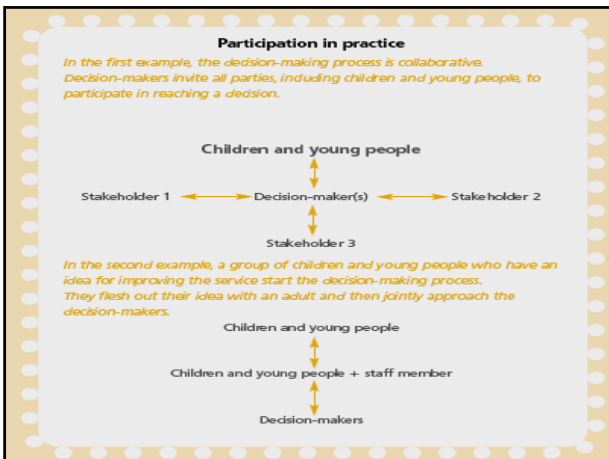 Participation in practice
In the first example, the decision-making process is collaborative.
Decision-makers invite all parties, including children and young people, to
participate in reaching a decision.
Children and young people
Stakeholder 1 Decision-maker(s) Stakeholder 2
Stakeholder 3
In the second example, a group of children and young people who have an
idea for improving the service start the decision-making process.
They flesh out their idea with an adult and then jointly approach the
decision-makers.
Children and young people
Children and young people + staff member
Decision-makers